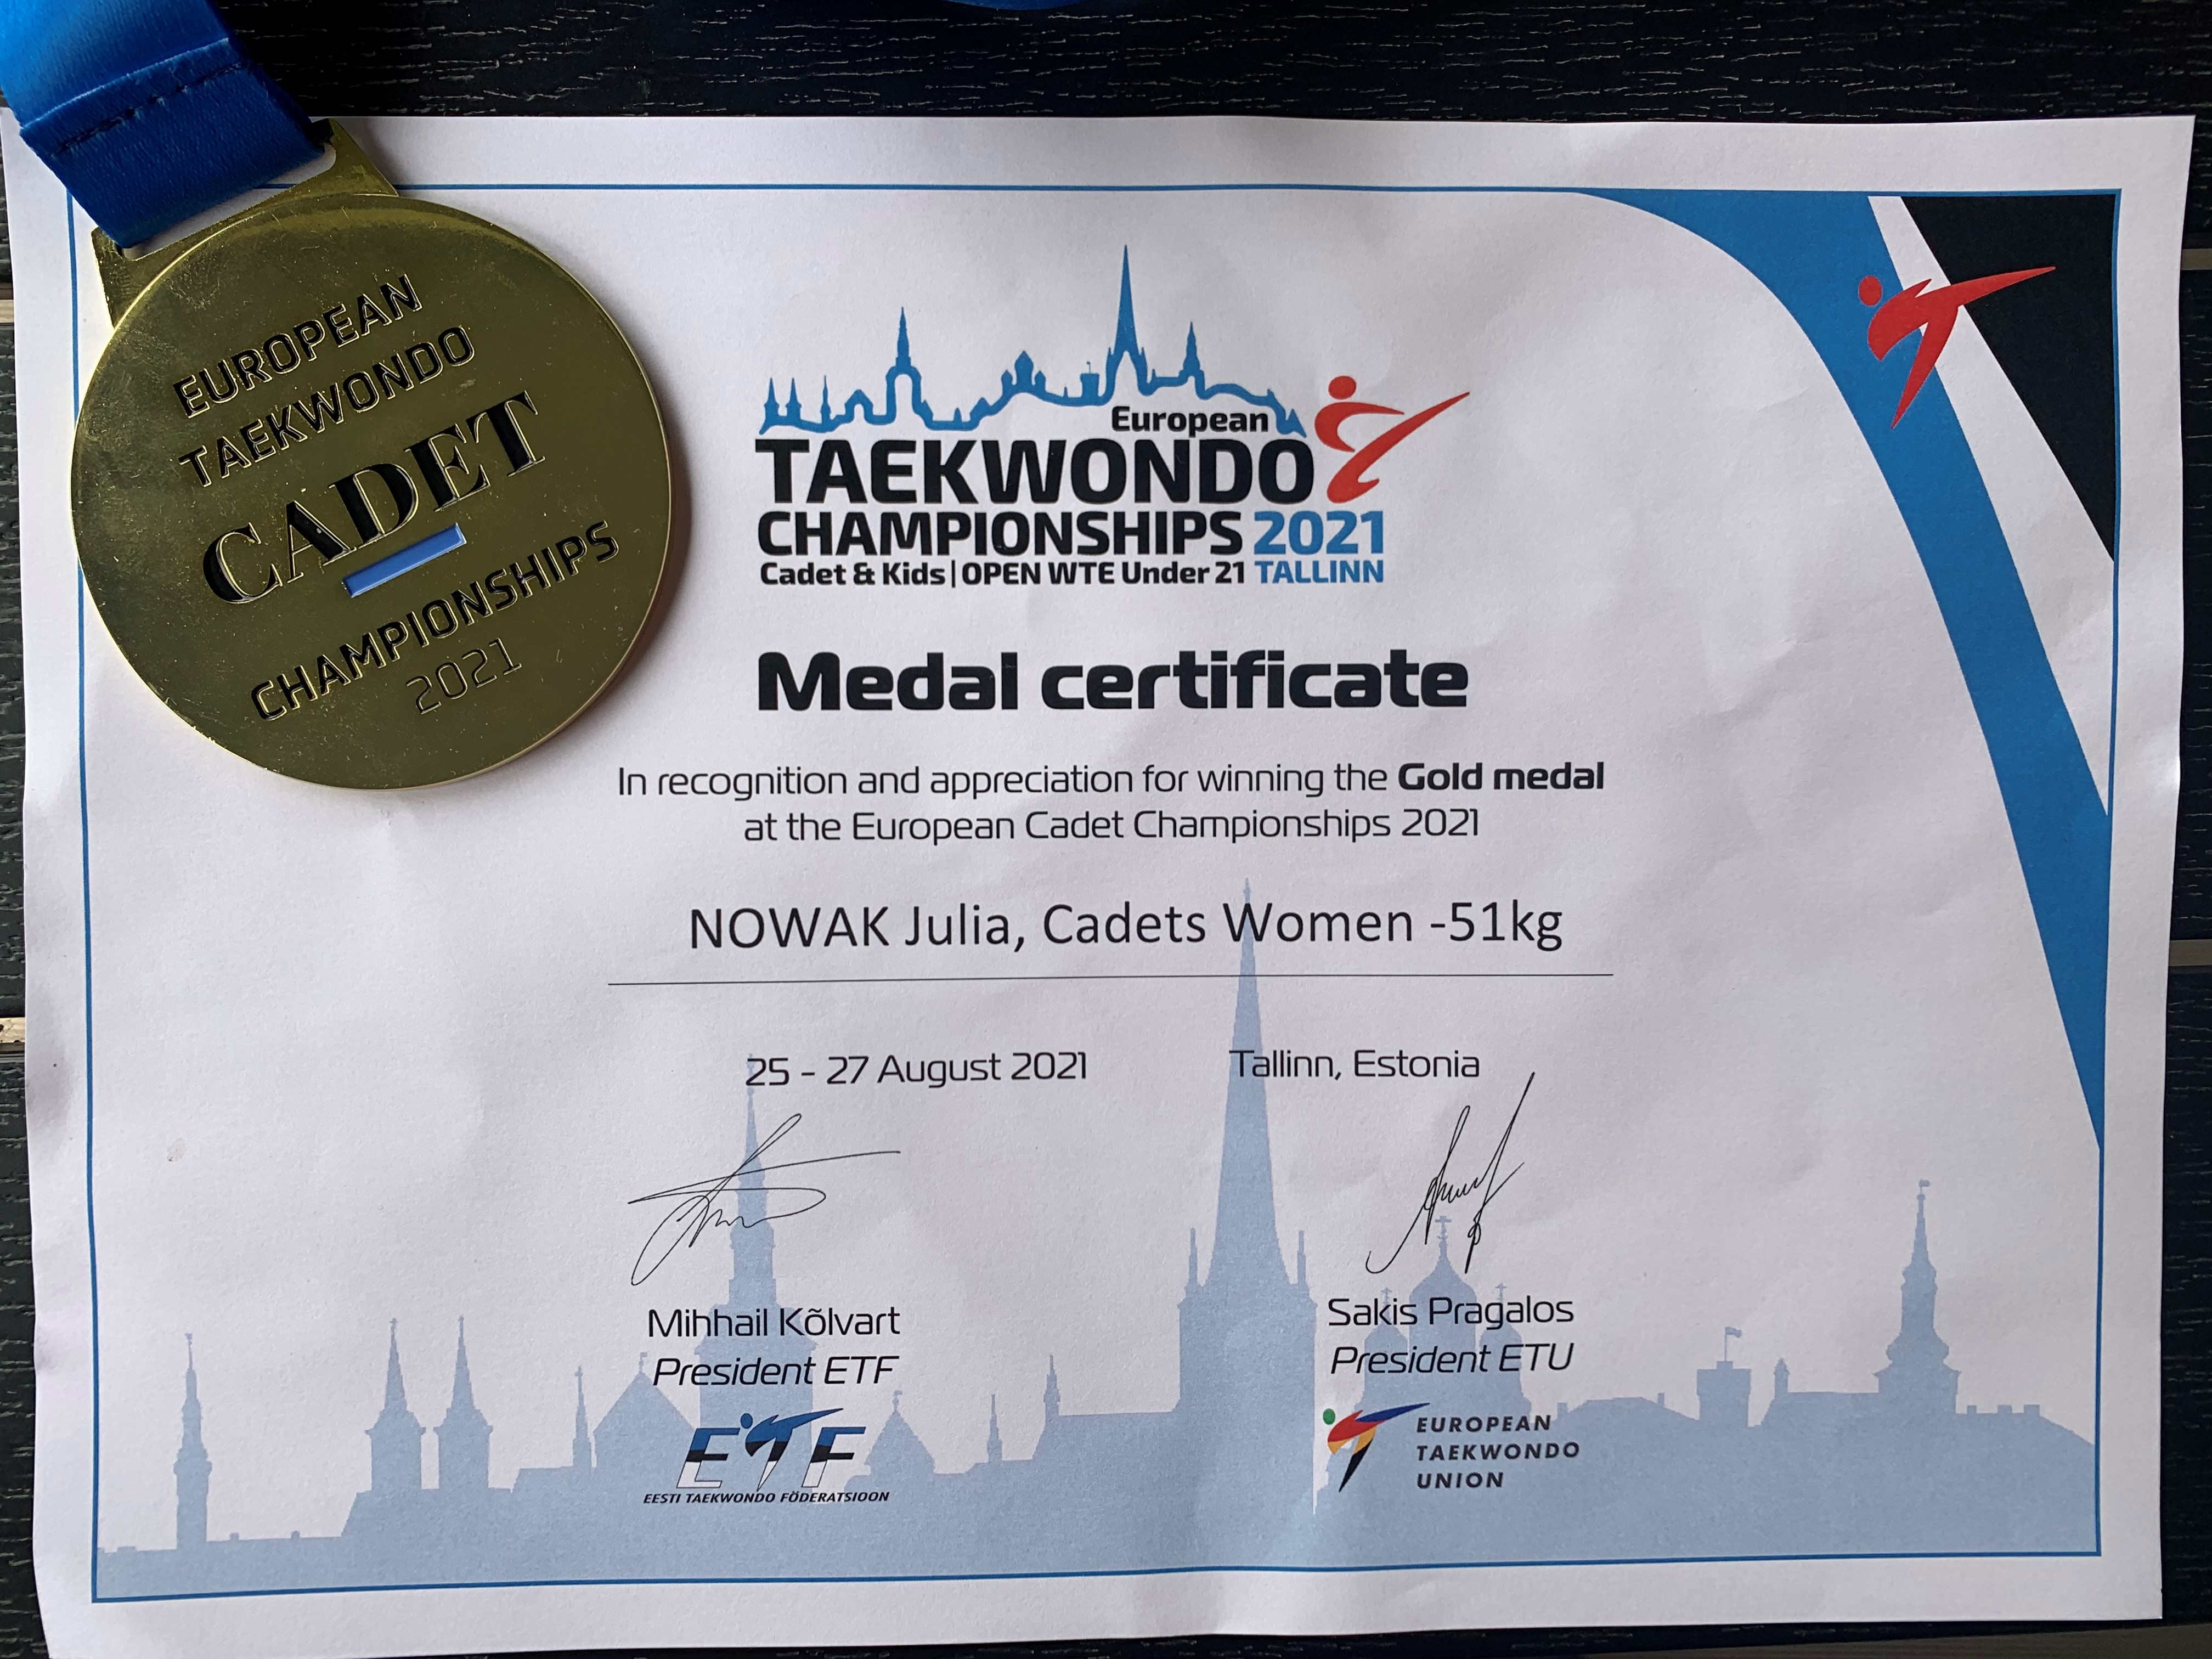 EUROPEAN
TAEKWONDO
CADET
CHAMPIONSHIPS
2021
European
TAEKWONDO
CHAMPIONSHIPS 2021
Cadet & Kids | OPEN WTE Under 21 TALLINN
Medal certificate
In recognition and appreciation for winning the Gold medal
at the European Cadet Championships 2021
NOWAK Julia, Cadets Women -51kg
25 - 27 August 2021 Tallinn, Estonia
Mihhail Kõlvart
President ETF
ETF
EESTI TAEKWONDO FÖDERATSIOON
Sakis Pragalos
President ETU
EUROPEAN
TAEKWONDO
UNION